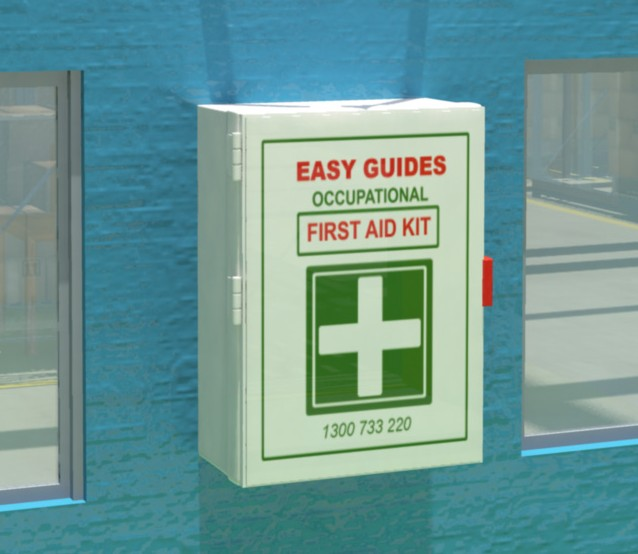 EASY GUIDES
OCCUPATIONAL
FIRST AID KIT
1300 733 220